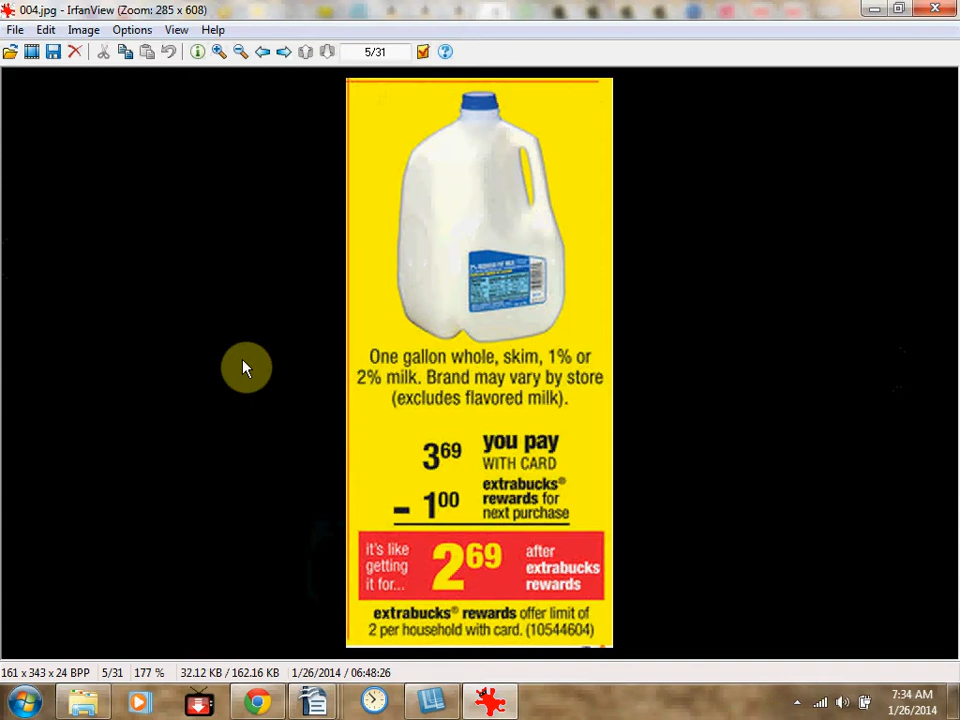 004.jpg - IrfanView (Zoom: 285 x 608)
File Edit Image Options View Help
5/31
One gallon whole, skim, 1% or
2% milk. Brand may vary by store
(excludes flavored milk).
3 69 you pay
WITH CARD
- 1 00 extrabucks®
rewards for
next purchase
it's like
getting
it for...
2 69
after
extrabucks
rewards
extrabucks® rewards offer limit of
2 per household with card. (10544604)
161 x 343 x 24 BPP 5/31 177 % 32.12 KB / 162.16 KB 1/26/2014 / 06:48:26
7:34 AM
1/26/2014